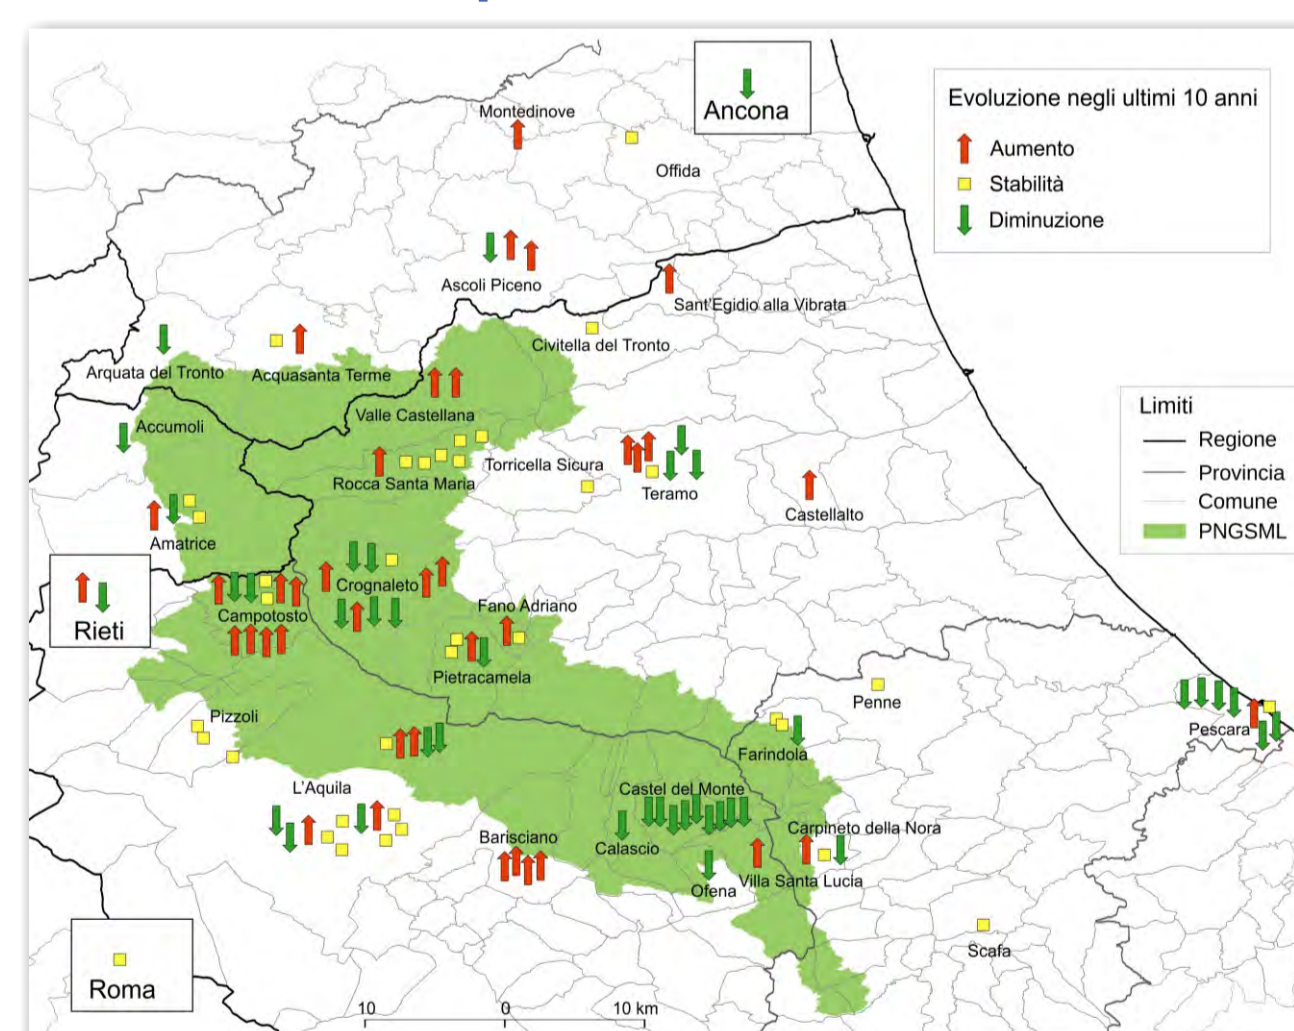 Ancona
Evoluzione negli ultimi 10 anni
Aumento
Stabilità
Diminuzione
Montedinove
Offida
Ascoli Piceno
Sant'Egidio alla Vibrata
Civitella del Tronto
Arquata del Tronto
Acquasanta Terme
Valle Castellana
Limiti
Regione
Provincia
Comune
PNGSML
Accumoli
Torricella Sicura
Rocca Santa Maria
Teramo
Castellalto
Amatrice
Crognaleto
Campotosto
Rieti
Fano Adriano
Pietracamela
Penne
Pizzoli
Pescara
Farindola
L'Aquila
Castel del Monte
Carpineto della Nora
Barisciano
Calascio
Villa Santa Lucia
Ofena
Scafa
Roma
10 0 10 km